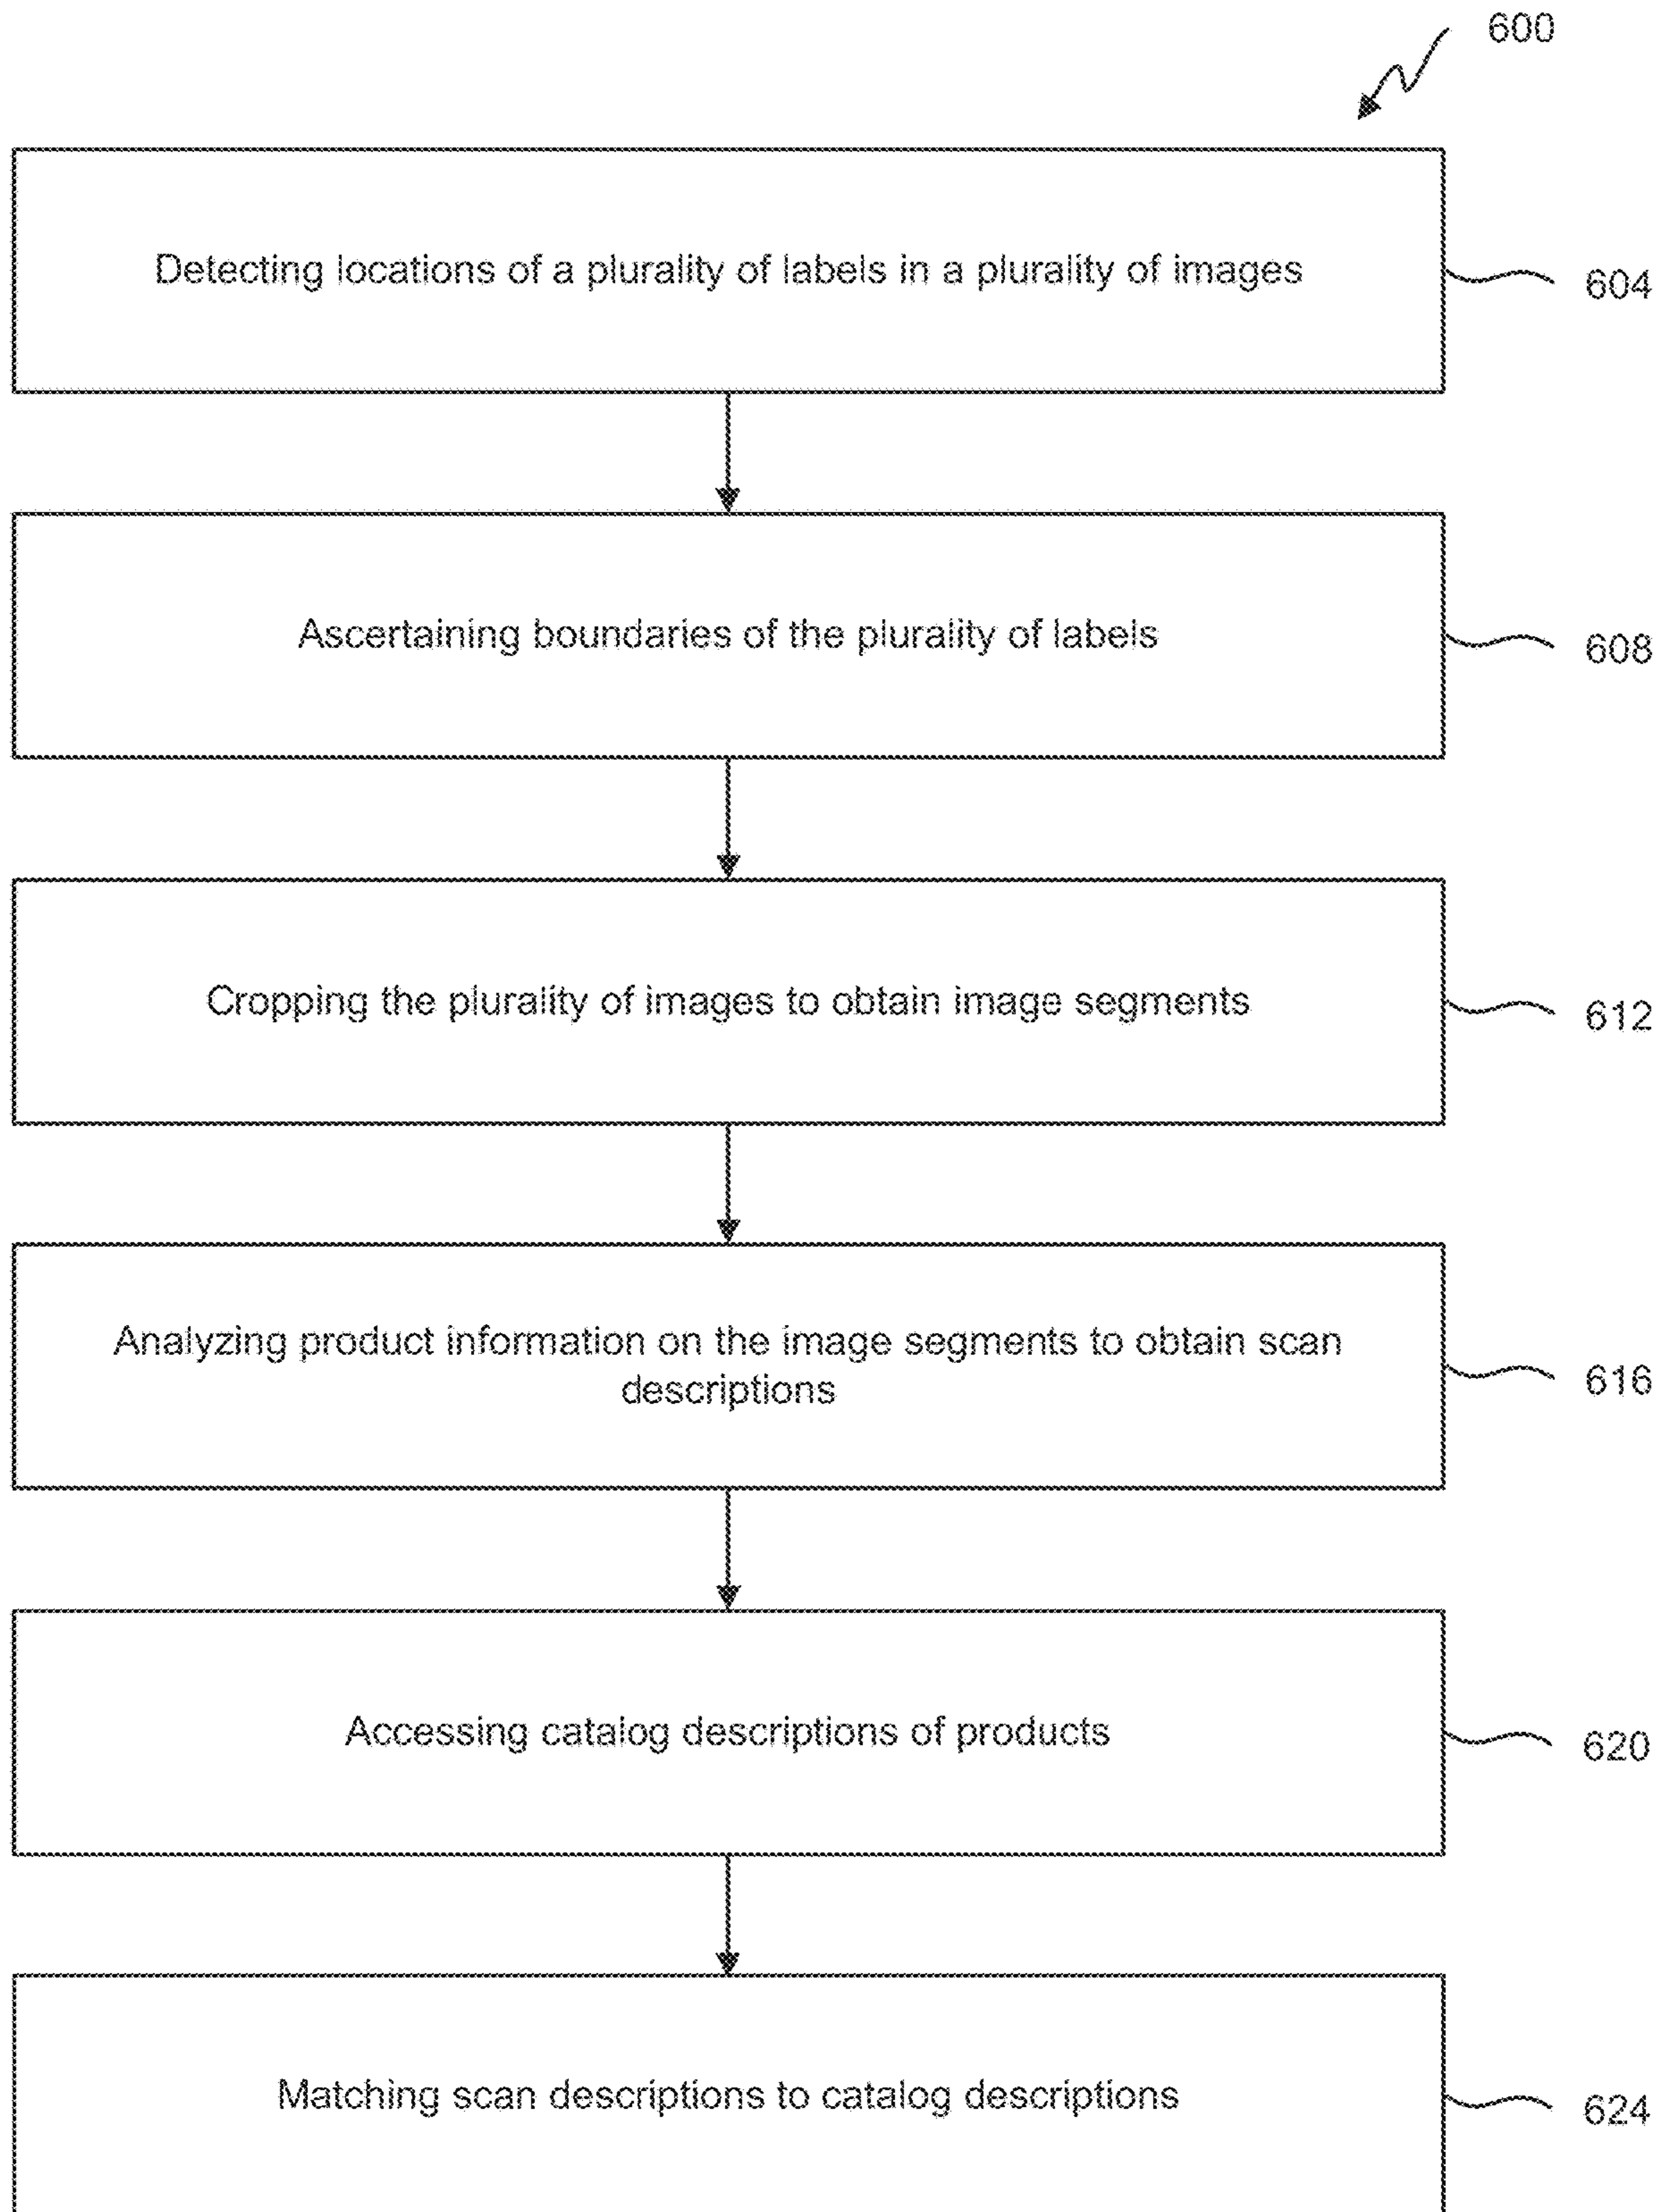 600
Detecting locations of a plurality of labels in a plurality of images
604
Ascertaining boundaries of the plurality of labels
608
Cropping the plurality of images to obtain image segments
612
Analyzing product information on the image segments to obtain scan
descriptions
616
Accessing catalog descriptions of products
620
Matching scan descriptions to catalog descriptions
624